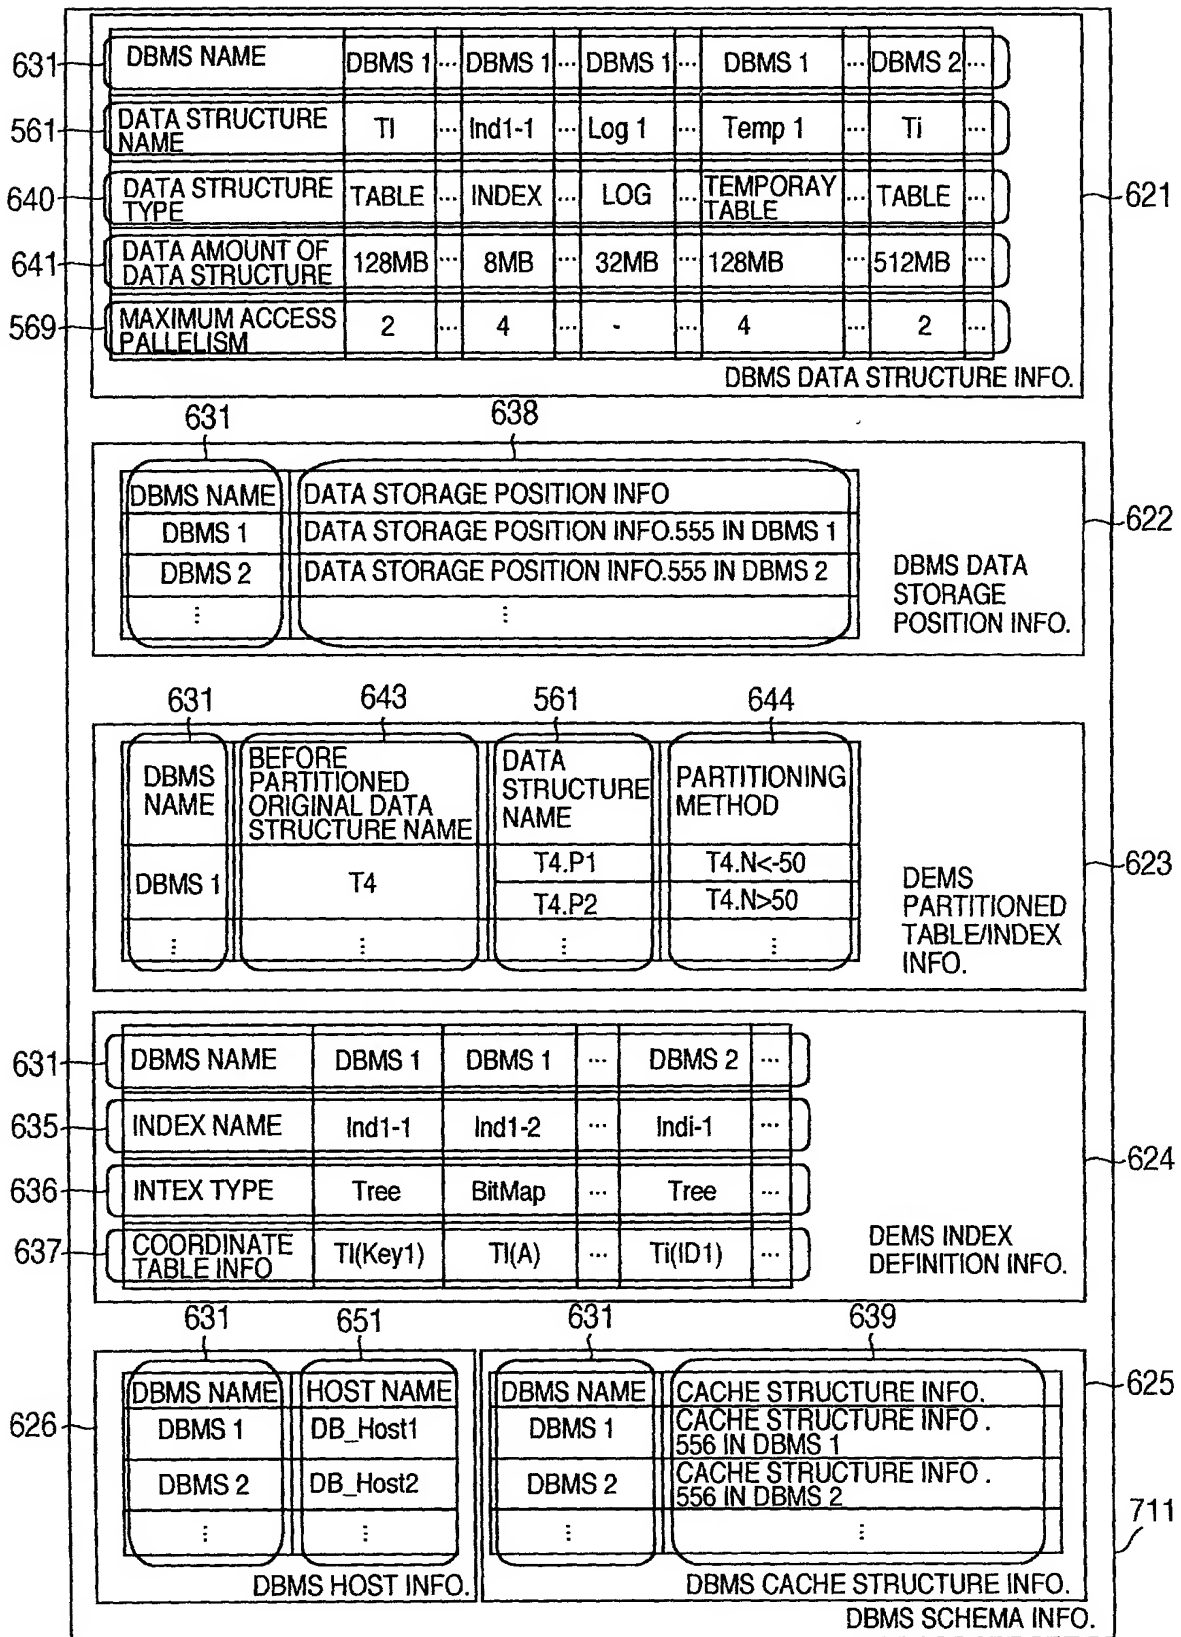 631 DBMS NAME DBMS 1 ... DBMS 1 ... DBMS 1 ... DBMS 1 ... DBMS 2 ...
561 DATA STRUCTURE NAME Tl ... Ind1-1 ... Log 1 ... Temp 1 ... Ti ...
640 DATA STRUCTURE TYPE TABLE ... INDEX ... LOG ... TEMPORAY TABLE ... TABLE ...
621
641 DATA AMOUNT OF DATA STRUCTURE 128MB ... 8MB ... 32MB ... 128MB ... 512MB ...
569 MAXIMUM ACCESS PALLELISM 2 ... 4 ... - ... 4 ... 2 ...
DBMS DATA STRUCTURE INFO.
631 638
DBMS NAME DATA STORAGE POSITION INFO
DBMS 1 DATA STORAGE POSITION INFO.555 IN DBMS 1
DBMS 2 DATA STORAGE POSITION INFO.555 IN DBMS 2
⋮ ⋮
622
DBMS DATA
STORAGE
POSITION INFO.
631 643 561 644
DBMS NAME BEFORE PARTITIONED ORIGINAL DATA STRUCTURE NAME DATA STRUCTURE NAME PARTITIONING METHOD
DBMS 1 T4 T4.P1 T4.N<-50
T4.P2 T4.N>50
⋮ ⋮ ⋮ ⋮
623
DEMS
PARTITIONED
TABLE/INDEX
INFO.
631 DBMS NAME DBMS 1 DBMS 1 ... DBMS 2 ...
635 INDEX NAME Ind1-1 Ind1-2 ... Indi-1 ...
624
636 INTEX TYPE Tree BitMap ... Tree ...
637 COORDINATE TABLE INFO Tl(Key1) Tl(A) ... Ti(ID1) ...
DEMS INDEX
DEFINITION INFO.
631 651 631 639
DBMS NAME HOST NAME
626 DBMS 1 DB_Host1
DBMS 2 DB_Host2
⋮ ⋮
DBMS HOST INFO.
DBMS NAME CACHE STRUCTURE INFO.
625
DBMS 1 CACHE STRUCTURE INFO .
556 IN DBMS 1
DBMS 2 CACHE STRUCTURE INFO .
556 IN DBMS 2
⋮ ⋮
711
DBMS CACHE STRUCTURE INFO.
DBMS SCHEMA INFO.